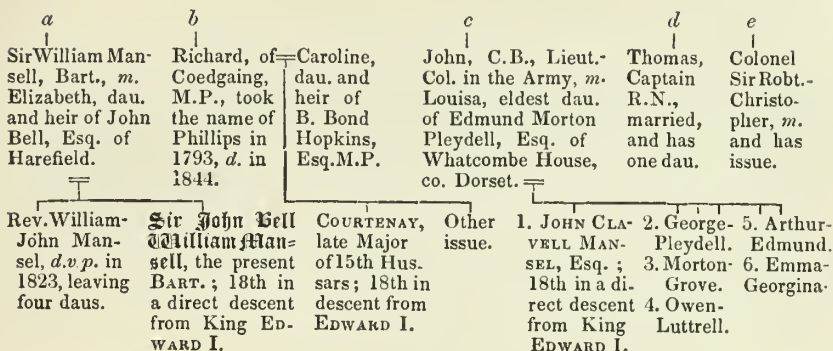 a
Sir William Man-
sell, Bart., m.
Elizabeth, dau.
and heir of John
Bell, Esq. of
Harefield.
b
Richard, of
Coedgaing,
M.P., took
the name of
Phillips in
1793, d. in
1844.
Caroline,
dau. and
heir of
B. Bond
Hopkins,
Esq. M.P.
c
John, C.B., Lieut.-
Col. in the Army, m.
Louisa, eldest dau.
of Edmund Morton
Pleydell, Esq. of
Whatcombe House,
co. Dorset.
d
Thomas,
Captain
R.N.,
married,
and has
one dau.
e
Colonel
Sir Robt.-
Christo-
pher, m.
and has
issue.
Rev. William-
John Man-
sel, d.v.p. in
1823, leaving
four daus.
Sir John Bell
William Man-
sell, the present
BART.; 18th in
a direct descent
from King ED-
WARD I.
COURTENAY,
late Major
of 15th Hus-
sars; 18th in
descent from
EDWARD I.
Other
issue.
1. JOHN CLA-
VELL MAN-
SEL, Esq.;
18th in a di-
rect descent
from King
EDWARD I.
2. George-
Pleydell.
3. Morton-
Grove.
4. Owen-
Luttrell.
5. Arthur-
Edmund.
6. Emma-
Georgina.